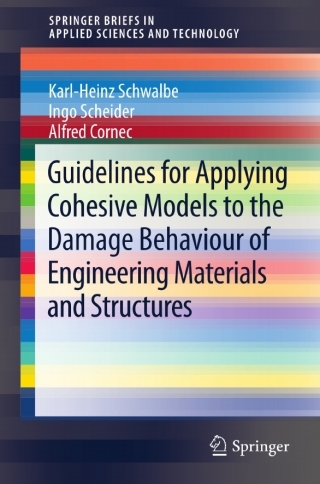 SPRINGER BRIEFS IN
APPLIED SCIENCES AND TECHNOLOGY
Karl-Heinz Schwalbe
Ingo Scheider
Alfred Cornec
Guidelines for Applying
Cohesive Models to the
Damage Behaviour of
Engineering Materials
and Structures
Springer